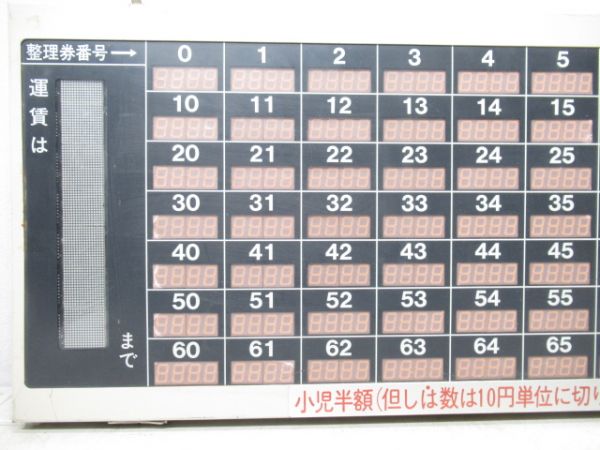 整理券番号→ 0 1 2 3 4 5
運賃は
10 11 12 13 14 15
20 21 22 23 24 25
30 31 32 33 34 35
40 41 42 43 44 45
50 51 52 53 54 55
まで
60 61 62 63 64 65
小児半額(但しは数は10円単位に切り